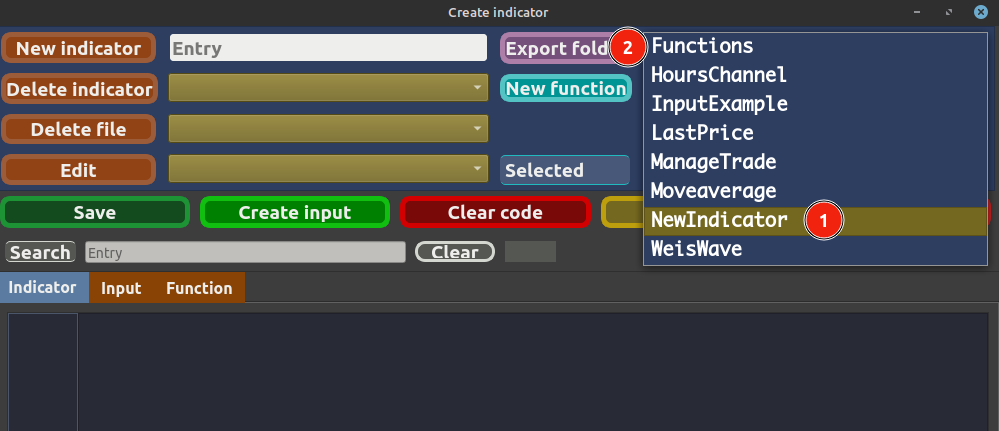 Create indicator
New indicator
Entry
Export fold
2
Functions
HoursChannel
InputExample
LastPrice
ManageTrade
Moveaverage
NewIndicator
1
WeisWave
Delete indicator
New function
Delete file
Edit
Selected
Save
Create input
Clear code
Search
Entry
Clear
Indicator
Input
Function